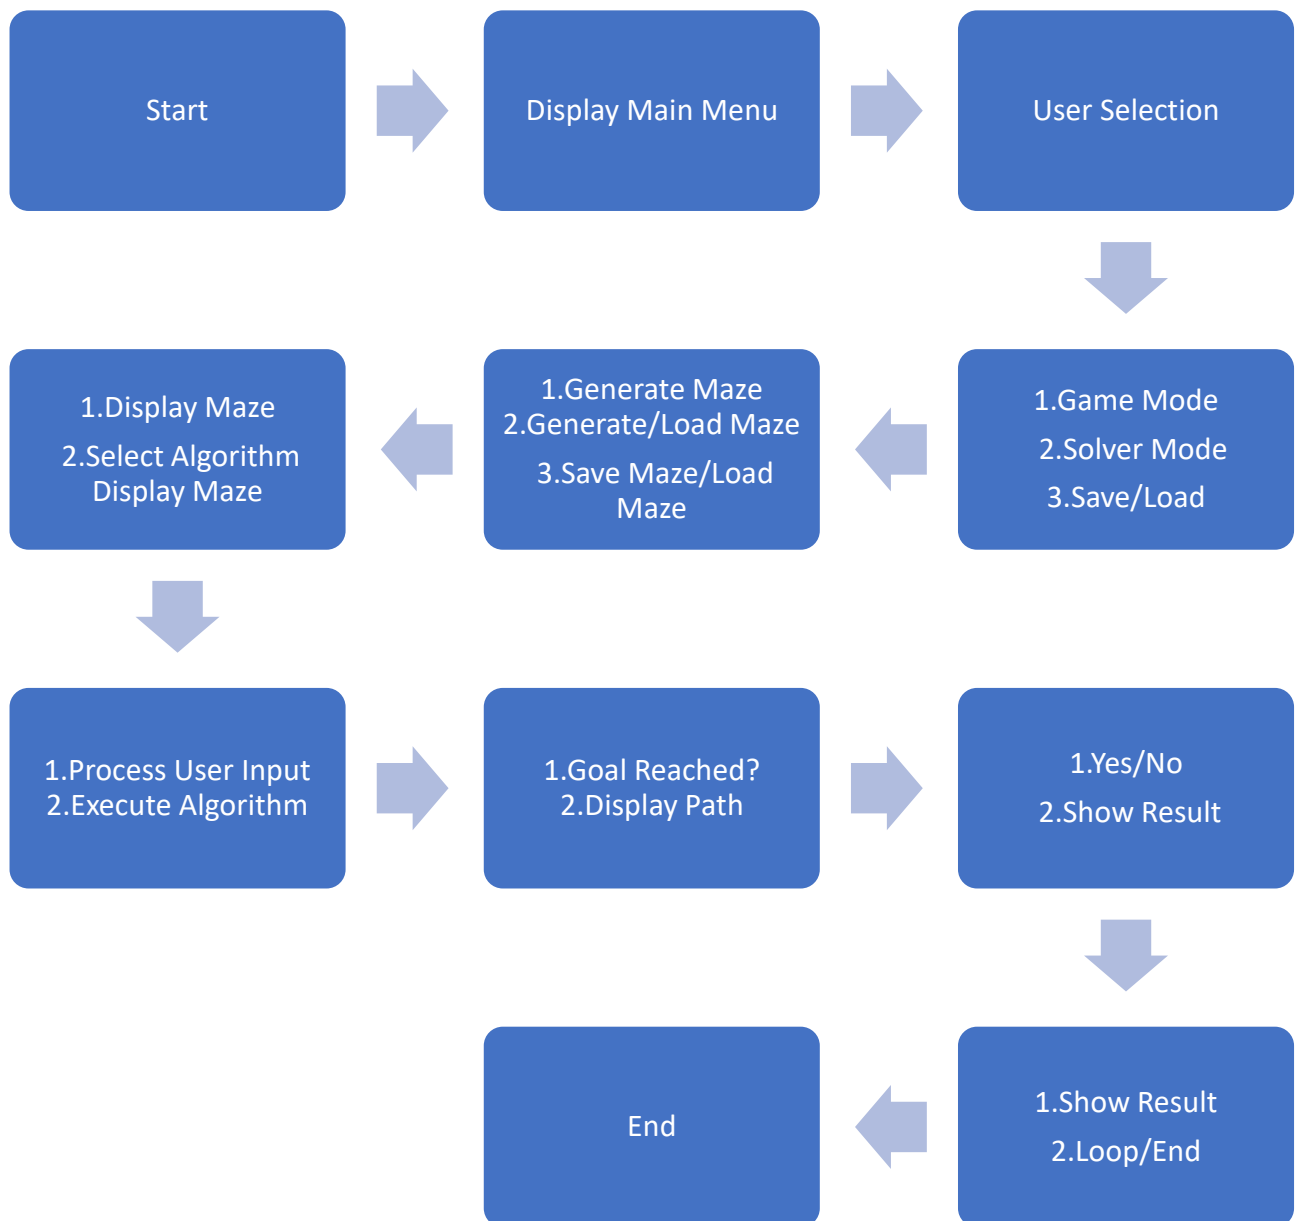 Start
Display Main Menu
User Selection
1.Game Mode
2.Solver Mode
3.Save/Load
1.Generate Maze
2.Generate/Load Maze
3.Save Maze/Load
Maze
1.Display Maze
2.Select Algorithm
Display Maze
1.Process User Input
2.Execute Algorithm
1.Goal Reached?
2.Display Path
1.Yes/No
2.Show Result
1.Show Result
2.Loop/End
End